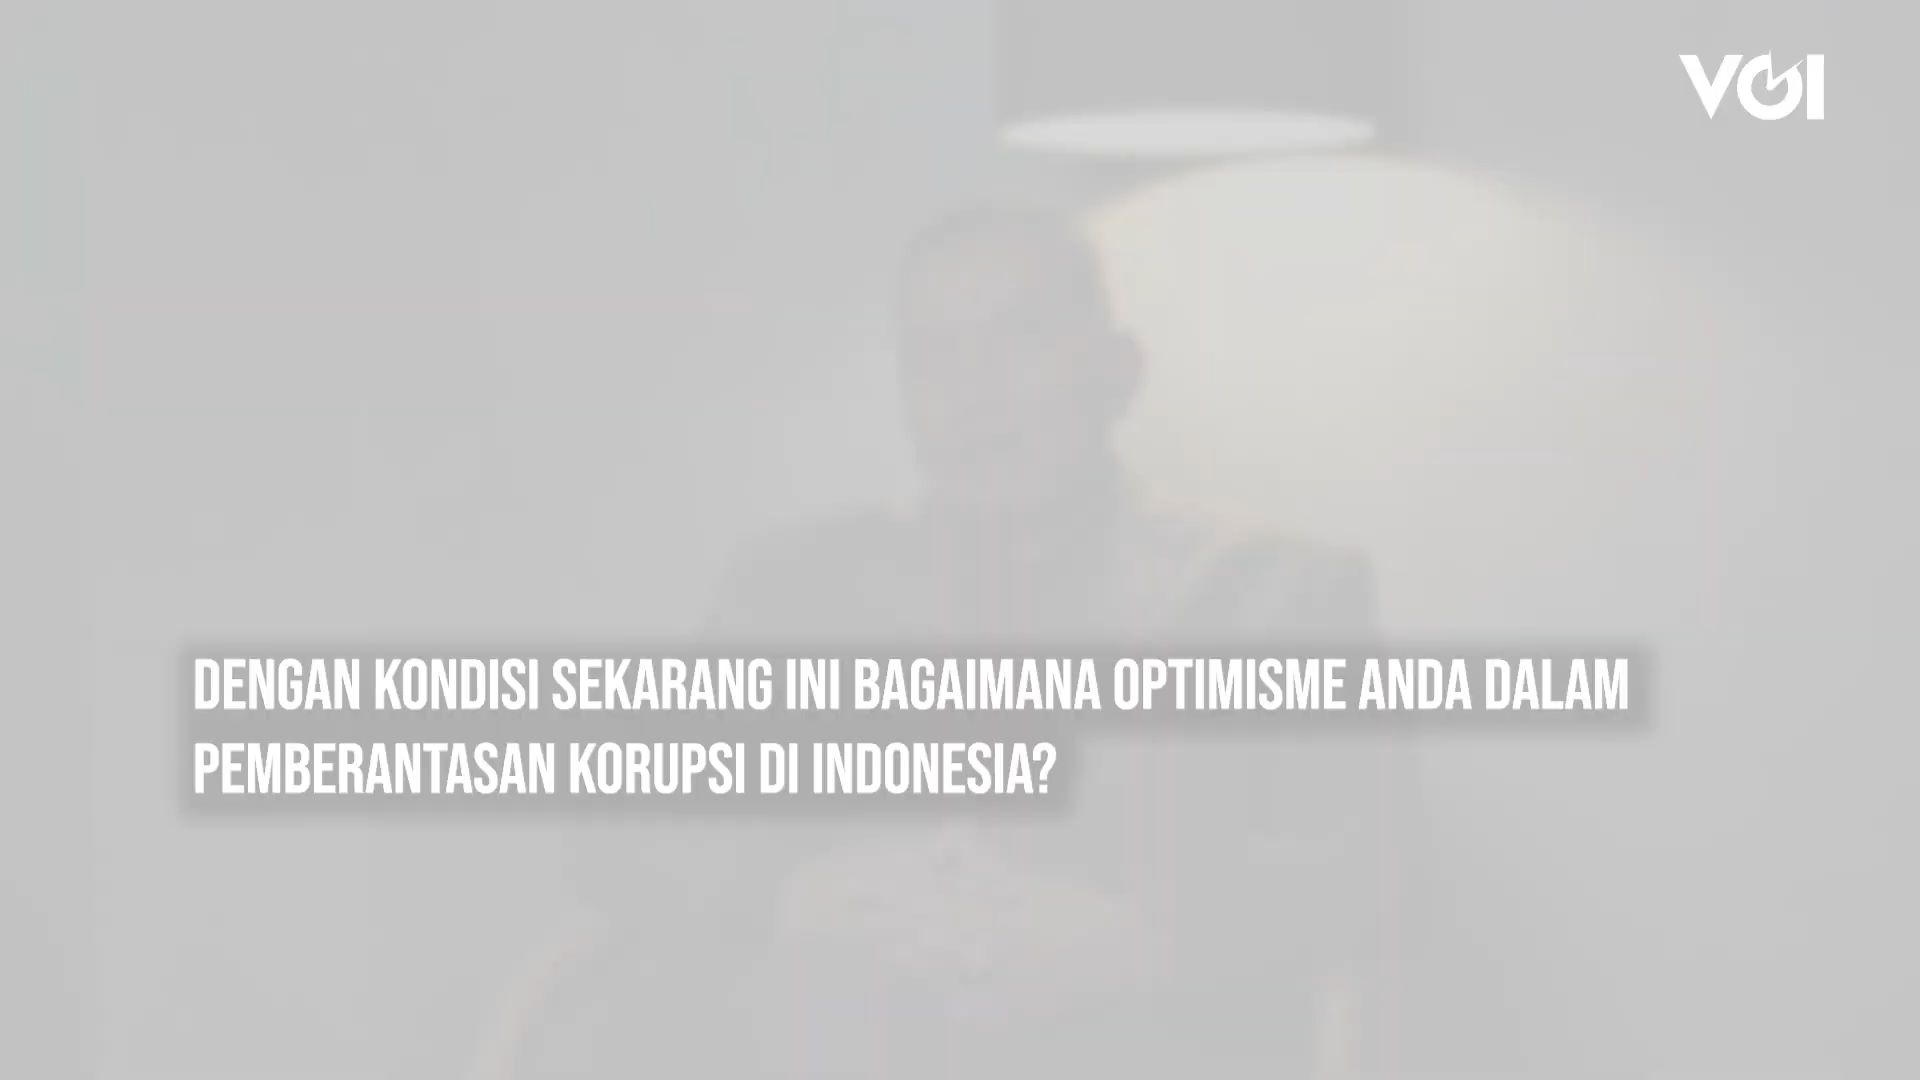 VOI
DENGAN KONDISI SEKARANG INI BAGAIMANA OPTIMISME ANDA DALAM
PEMBERANTASAN KORUPSI DI INDONESIA?